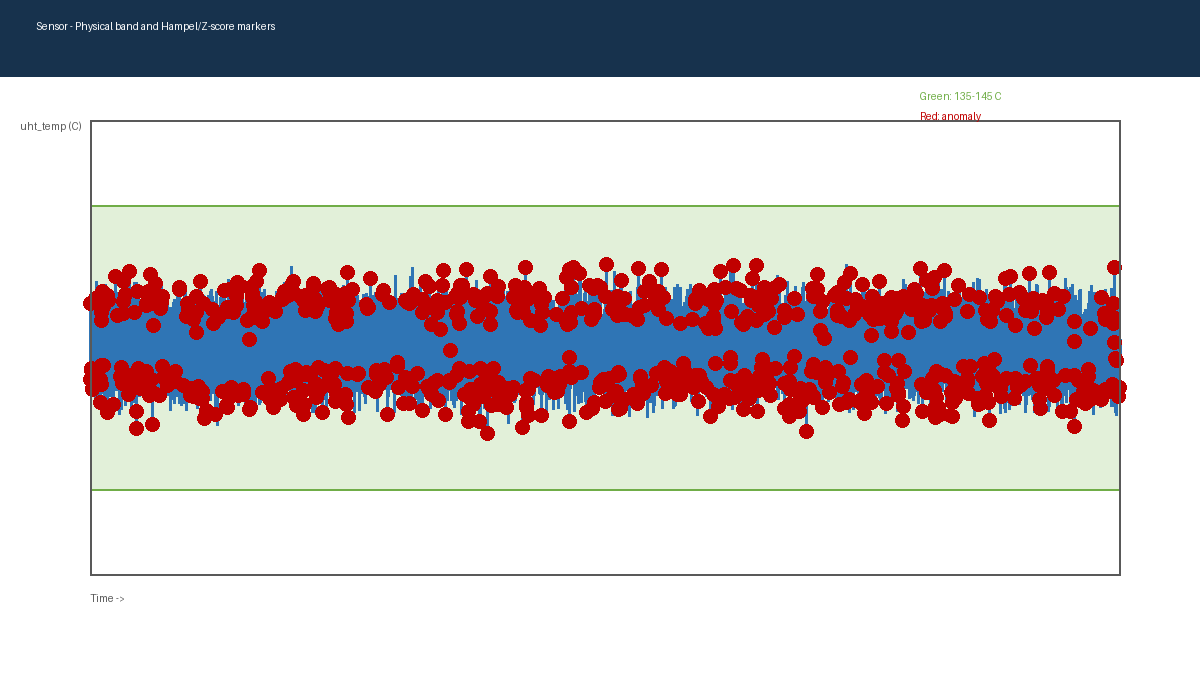 Sensor - Physical band and Hampel/Z-score markers
Green: 135-145 C
Red: anomaly
uht_temp (C)
Time ->